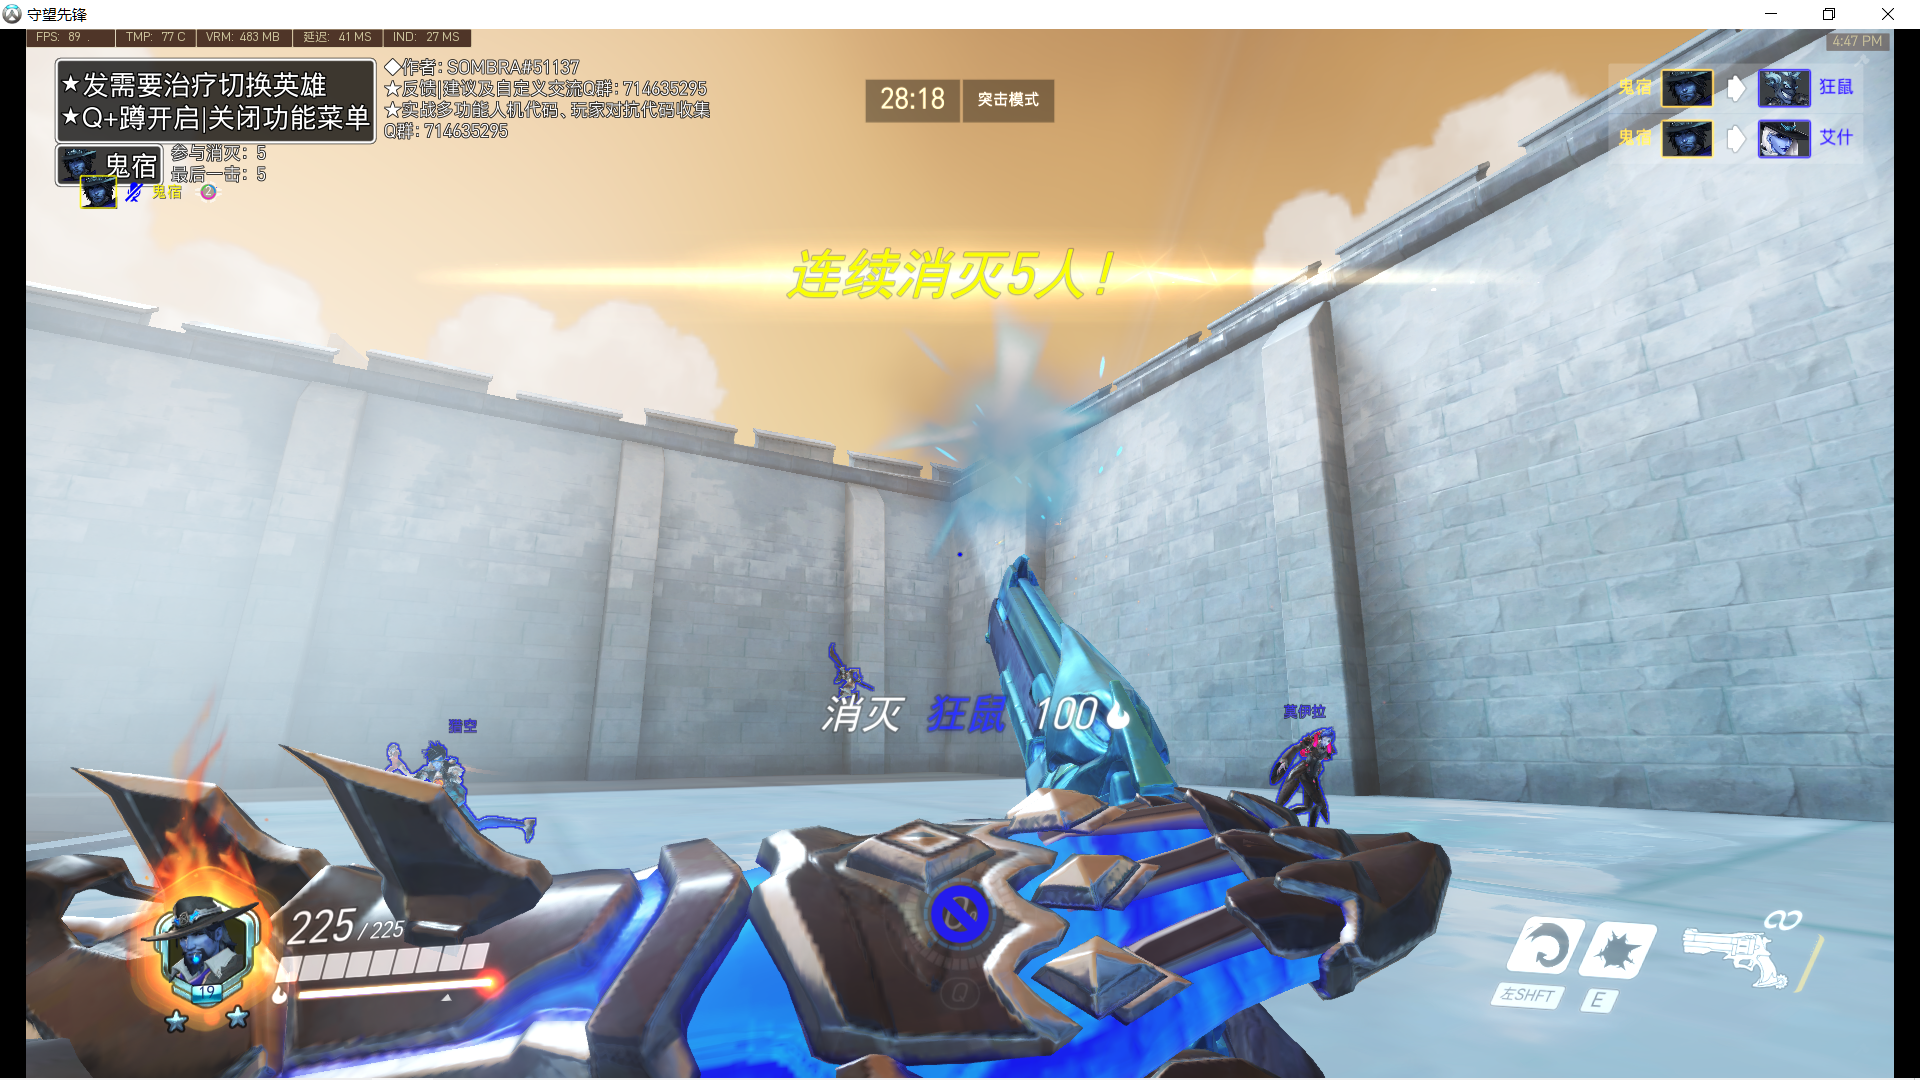 守望先锋
FPS: 89 .
TMP: 77 C
VRM: 483 MB
延迟: 41 MS
IND: 27 MS
4:47 PM
★发需要治疗切换英雄
★Q+蹲开启|关闭功能菜单
◆作者: SOMBRA#51137
★反馈|建议及自定义交流Q群: 714635295
★实战多功能人机代码、玩家对抗代码收集
Q群: 714635295
鬼宿
参与消灭: 5
最后一击: 5
鬼宿
2
28:18
突击模式
鬼宿
狂鼠
鬼宿
艾什
连续消灭5人!
消灭 狂鼠 100
猎空
莫伊拉
225/225
19
Q
左SHFT
E
∞